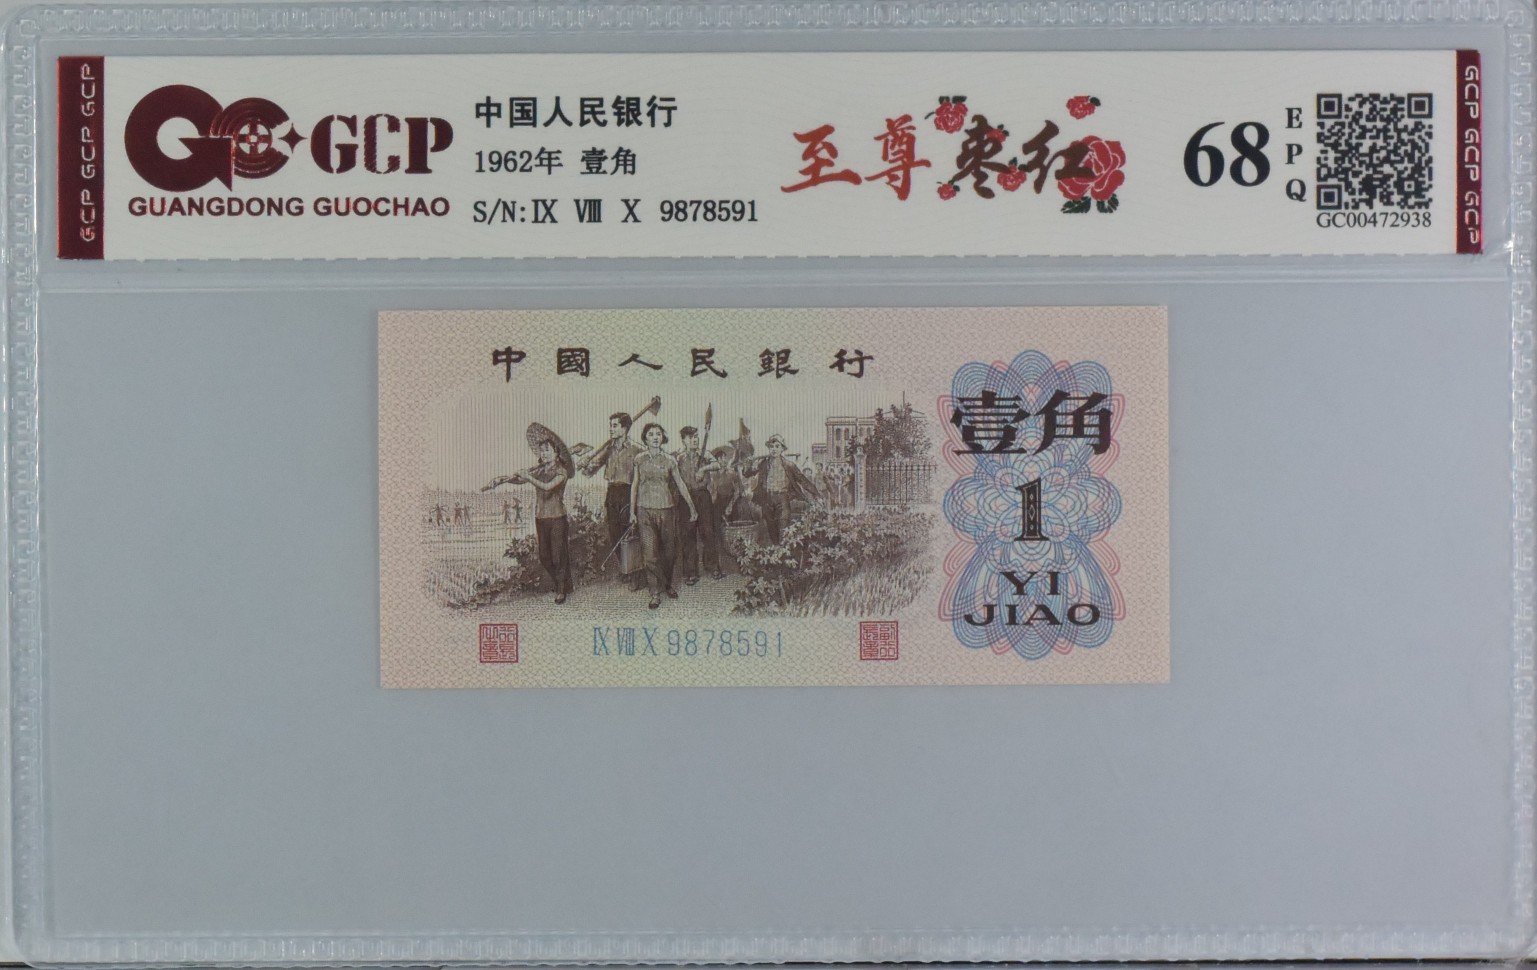 GCP GCP GCP
GCP
GUANGDONG GUOCHAO
中国人民银行
1962年 壹角
S/N:Ⅸ Ⅷ Ⅹ 9878591
至尊枣红
68
EPQ
GC00472938
GCP GCP GCP
中國人民銀行
壹角
1
YI
JIAO
Ⅸ Ⅷ Ⅹ 9878591